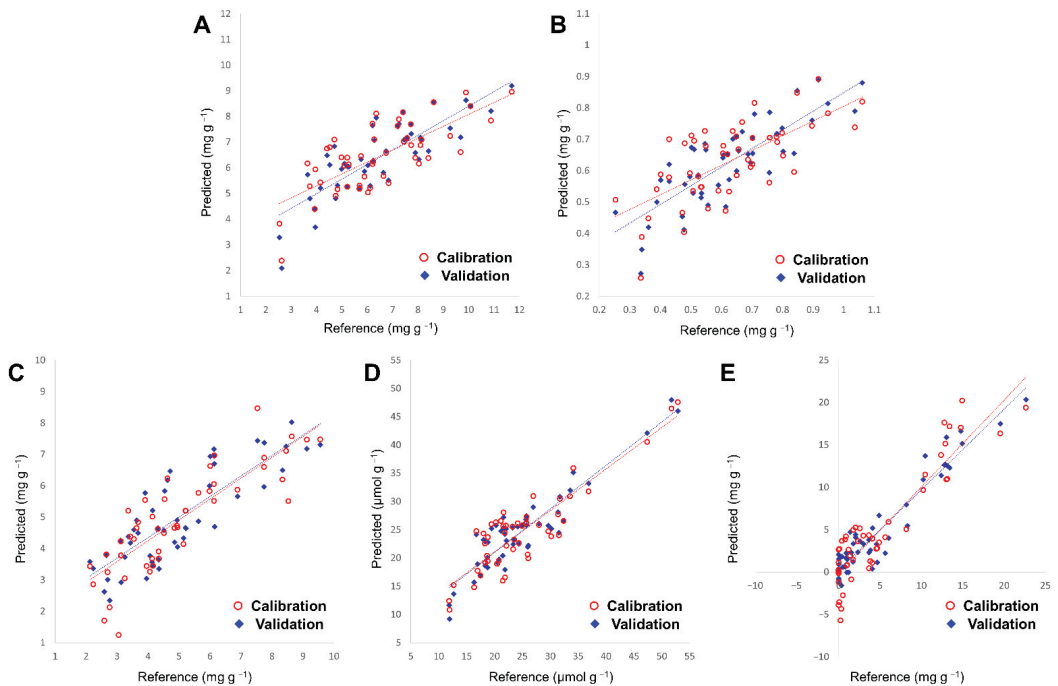 A
12
11
10
9
8
7
6
5
4
3
2
1
Predicted (mg g⁻¹)
Calibration
Validation
1 2 3 4 5 6 7 8 9 10 11 12
Reference (mg g⁻¹)
B
1.1
1
0.9
0.8
0.7
0.6
0.5
0.4
0.3
0.2
Predicted (mg g⁻¹)
Calibration
Validation
0.2 0.3 0.4 0.5 0.6 0.7 0.8 0.9 1 1.1
Reference (mg g⁻¹)
C
10
9
8
7
6
5
4
3
2
1
Predicted (mg g⁻¹)
Calibration
Validation
1 2 3 4 5 6 7 8 9 10
Reference (mg g⁻¹)
D
55
50
45
40
35
30
25
20
15
10
5
Predicted (µmol g⁻¹)
Calibration
Validation
5 10 15 20 25 30 35 40 45 50 55
Reference (µmol g⁻¹)
E
25
20
15
10
5
0
−5
−10
Predicted (mg g⁻¹)
−10 −5 0 5 10 15 20 25
Calibration
Validation
Reference (mg g⁻¹)